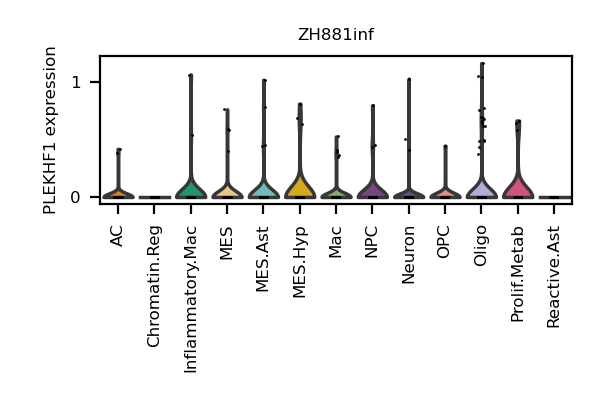 ZH881inf
PLEKHF1 expression
1
0
AC
Chromatin.Reg
Inflammatory.Mac
MES
MES.Ast
MES.Hyp
Mac
NPC
Neuron
OPC
Oligo
Prolif.Metab
Reactive.Ast